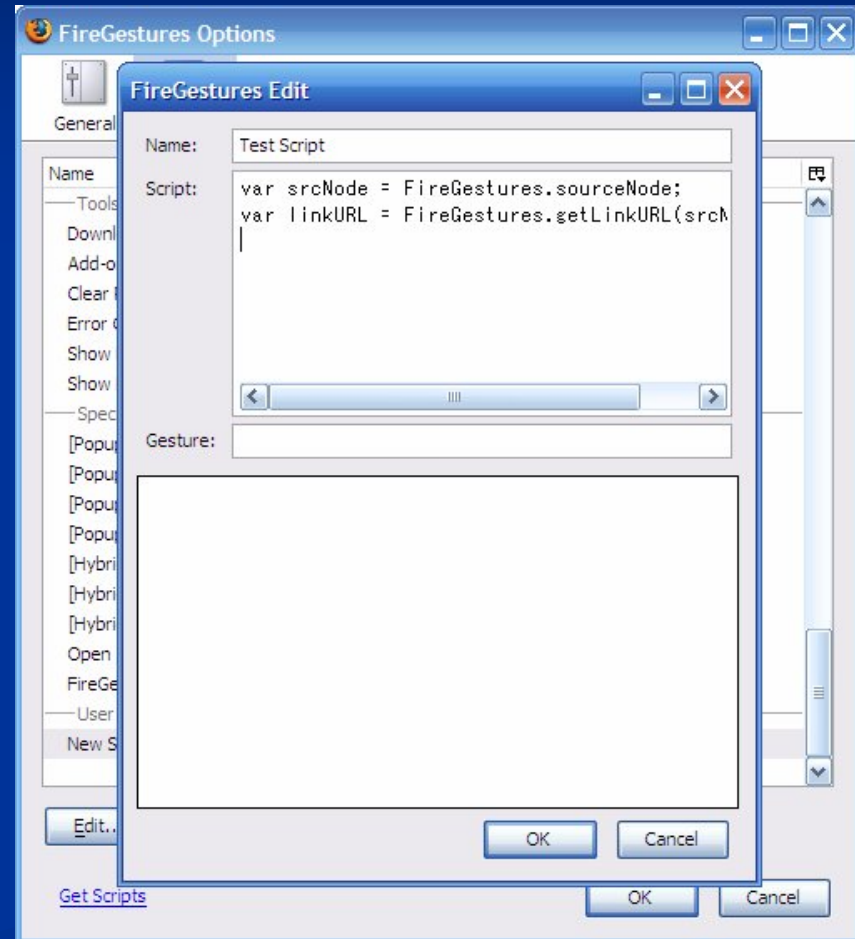 FireGestures Options
General
FireGestures Edit
Name:
Test Script
Script:
var srcNode = FireGestures.sourceNode;
var linkURL = FireGestures.getLinkURL(srcN
Gesture:
OK
Cancel
Name
Tools
Downl
Add-o
Clear
Error
Show
Show
Spec
[Popu
[Popu
[Popu
[Popu
[Hybri
[Hybri
[Hybri
Open
FireGe
User
New S
Edit..
Get Scripts
OK
Cancel